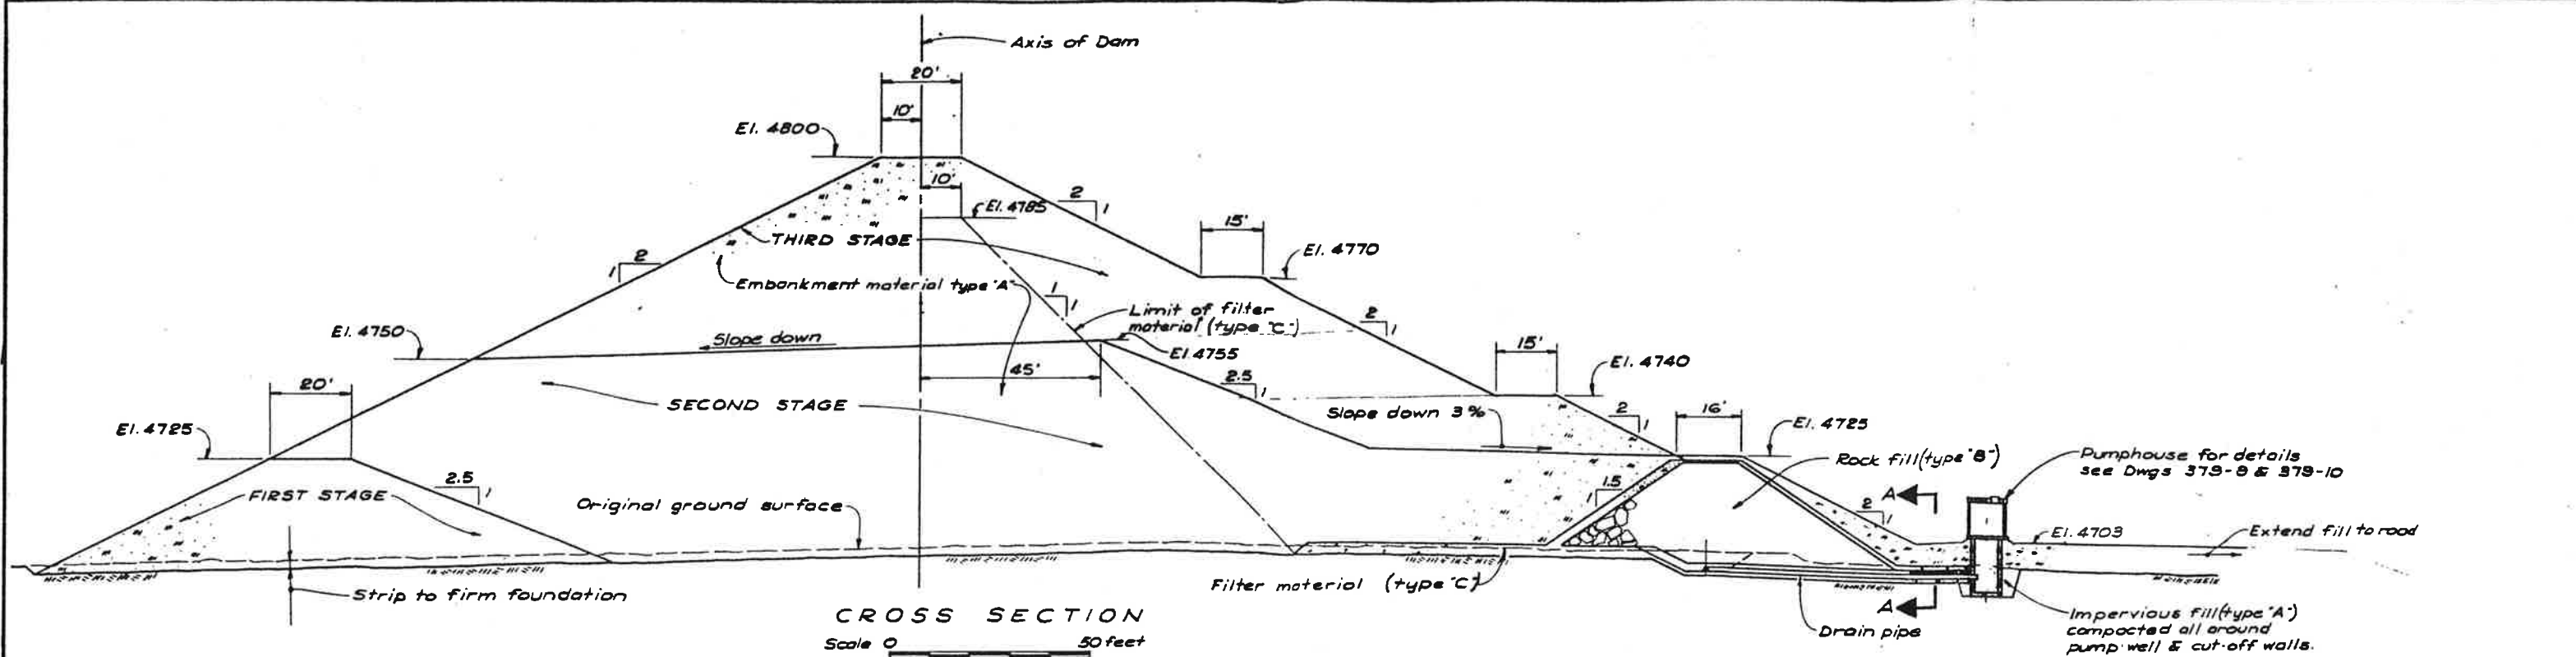 Axis of Dam
20'
10'
El. 4800
10'
El. 4785
2
1
15'
El. 4770
THIRD STAGE
2
1
Embankment material type "A"
1
1
Limit of filter
material (type "C")
2
1
El. 4750
Slope down
El. 4755
15'
El. 4740
20'
45'
2.5
1
SECOND STAGE
Slope down 3%
2
1
16'
El. 4725
El. 4725
Rock fill (type "B")
Pumphouse for details
see Dwgs 379-9 & 379-10
2.5
1
FIRST STAGE
Original ground surface
1.5
1
A
2
1
El. 4703
Extend fill to road
Filter material (type "C")
Strip to firm foundation
A
Drain pipe
Impervious fill (type "A")
compacted all around
pump well & cut-off walls.
CROSS SECTION
Scale 0 50 feet